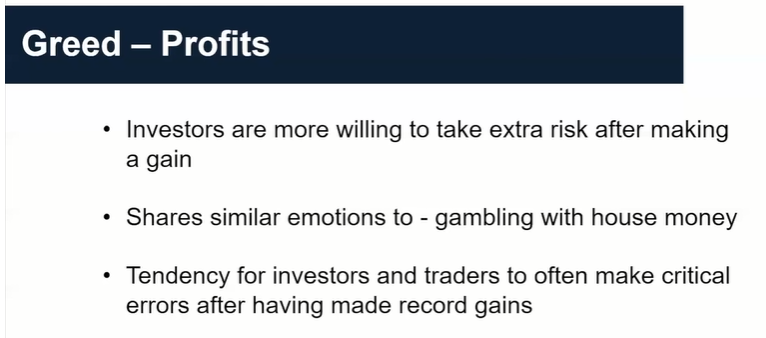 Greed – Profits
• Investors are more willing to take extra risk after making
a gain
• Shares similar emotions to - gambling with house money
• Tendency for investors and traders to often make critical
errors after having made record gains